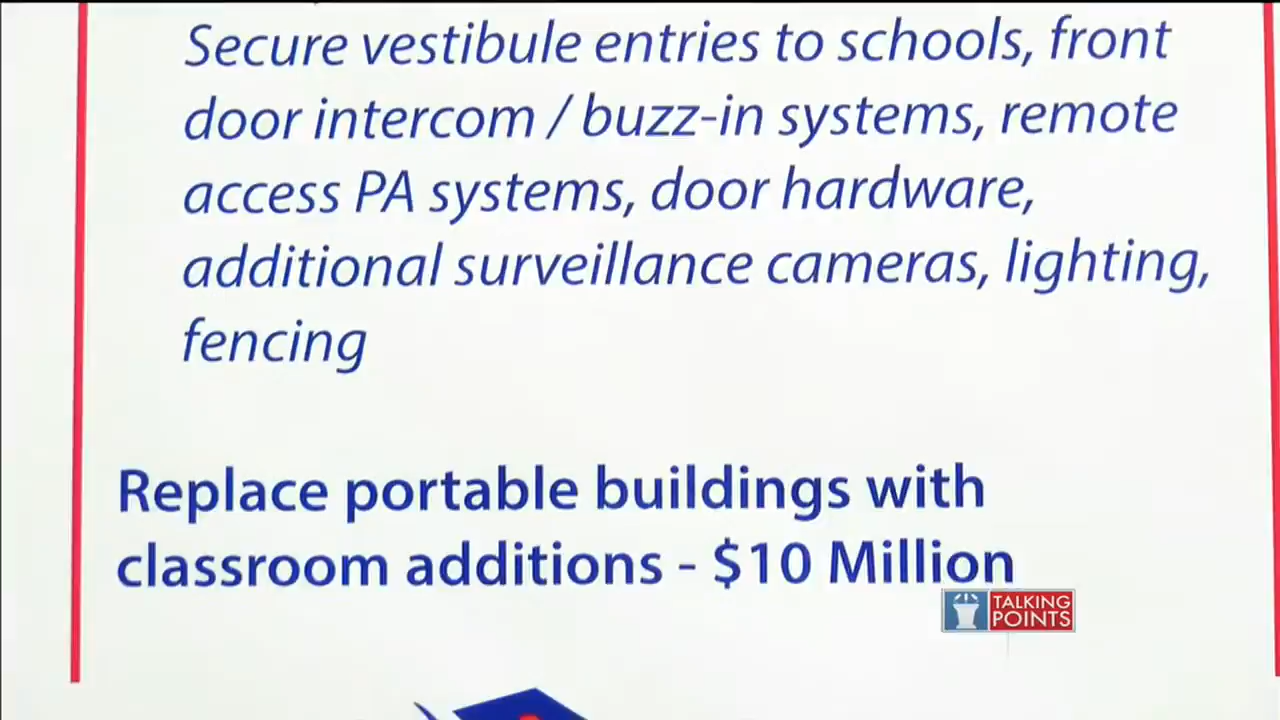 Secure vestibule entries to schools, front
door intercom / buzz-in systems, remote
access PA systems, door hardware,
additional surveillance cameras, lighting,
fencing
Replace portable buildings with
classroom additions - $10 Million
TALKING
POINTS